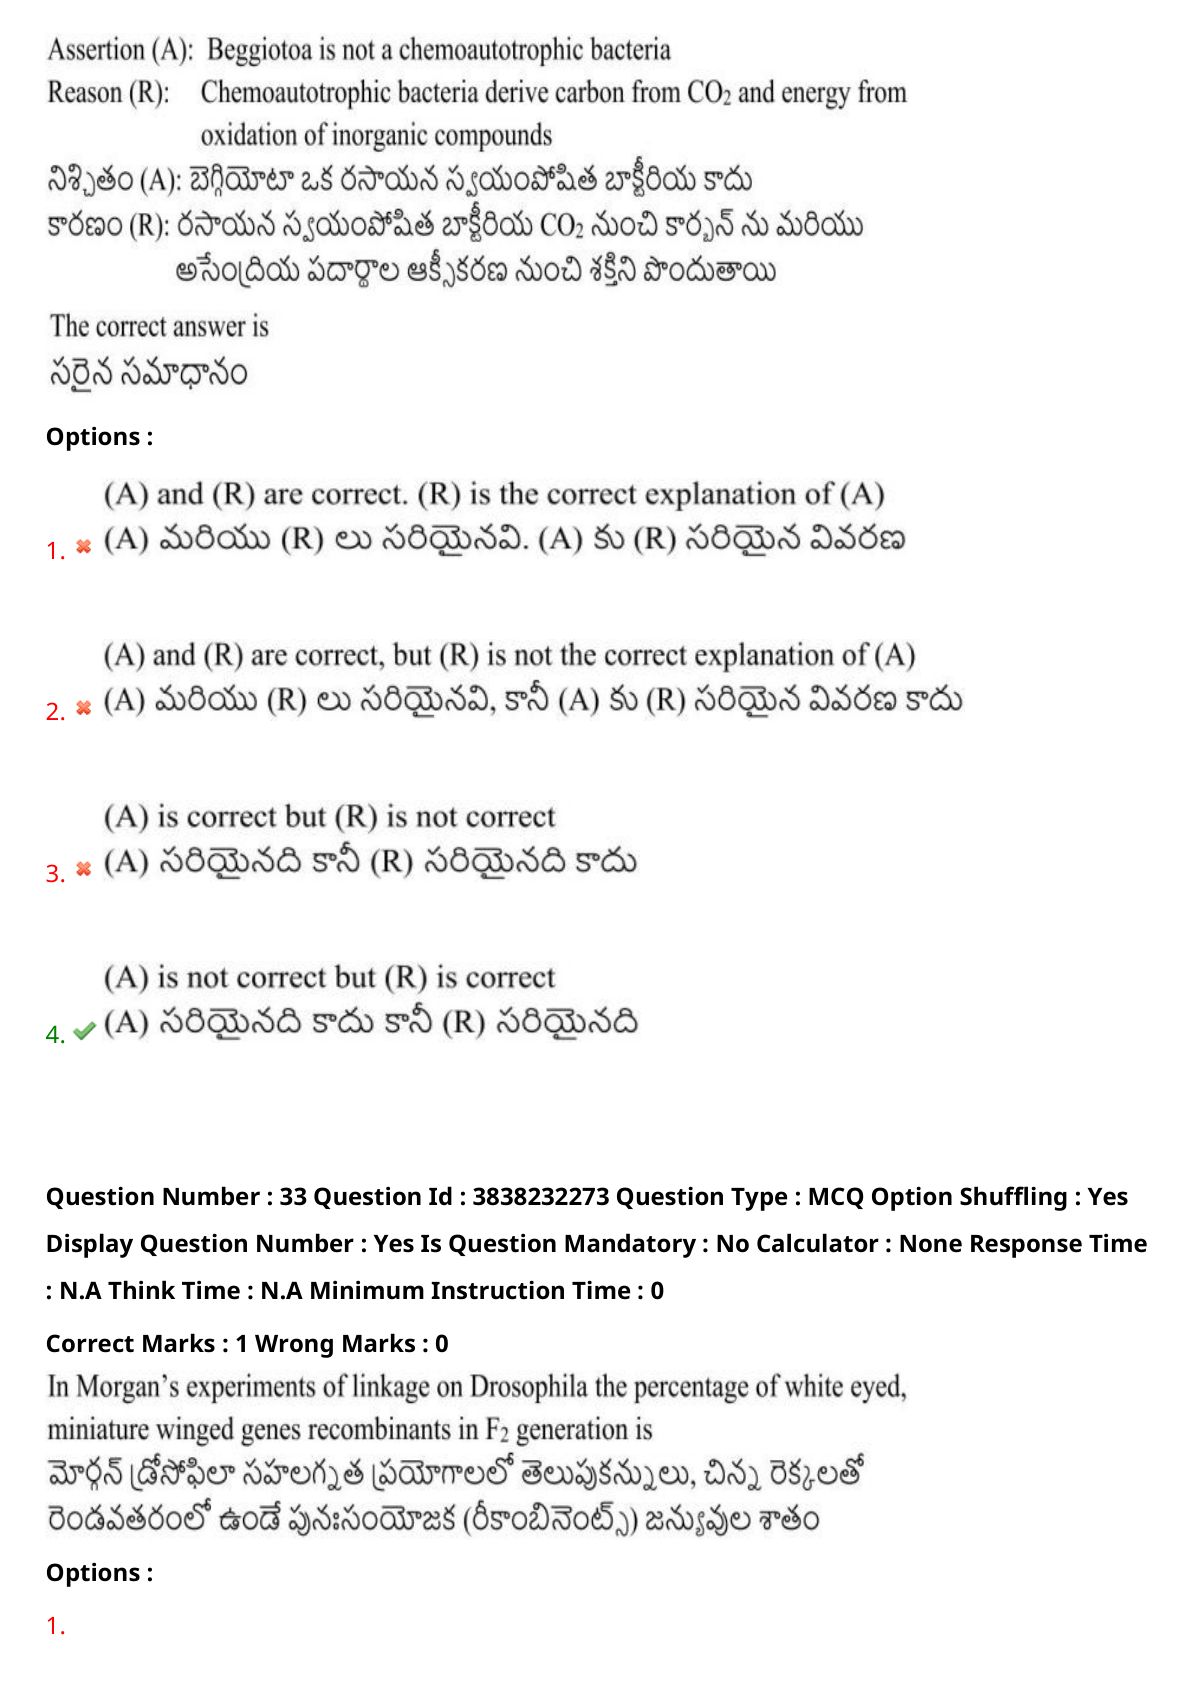 Assertion (A): Beggiotoa is not a chemoautotrophic bacteria
Reason (R): Chemoautotrophic bacteria derive carbon from CO₂ and energy from
oxidation of inorganic compounds
నిశ్చితం (A): బెగ్గియోటా ఒక రసాయన స్వయంపోషిత బాక్టీరియ కాదు
కారణం (R): రసాయన స్వయంపోషిత బాక్టీరియ CO₂ నుంచి కార్బన్ ను మరియు
అసేంద్రియ పదార్థాల ఆక్సీకరణ నుంచి శక్తిని పొందుతాయి
The correct answer is
సరైన సమాధానం
Options :
(A) and (R) are correct. (R) is the correct explanation of (A)
1. (A) మరియు (R) లు సరియైనవి. (A) కు (R) సరియైన వివరణ
(A) and (R) are correct, but (R) is not the correct explanation of (A)
2. (A) మరియు (R) లు సరియైనవి, కానీ (A) కు (R) సరియైన వివరణ కాదు
(A) is correct but (R) is not correct
3. (A) సరియైనది కానీ (R) సరియైనది కాదు
(A) is not correct but (R) is correct
4. (A) సరియైనది కాదు కానీ (R) సరియైనది
Question Number : 33 Question Id : 3838232273 Question Type : MCQ Option Shuffling : Yes
Display Question Number : Yes Is Question Mandatory : No Calculator : None Response Time
: N.A Think Time : N.A Minimum Instruction Time : 0
Correct Marks : 1 Wrong Marks : 0
In Morgan's experiments of linkage on Drosophila the percentage of white eyed,
miniature winged genes recombinants in F₂ generation is
మోర్గన్ డ్రోసోఫిలా సహలగ్నత ప్రయోగాలలో తెలుపుకన్నులు, చిన్న రెక్కలతో
రెండవతరంలో ఉండే పునఃసంయోజక (రీకాంబినెంట్స్) జన్యువుల శాతం
Options :
1.